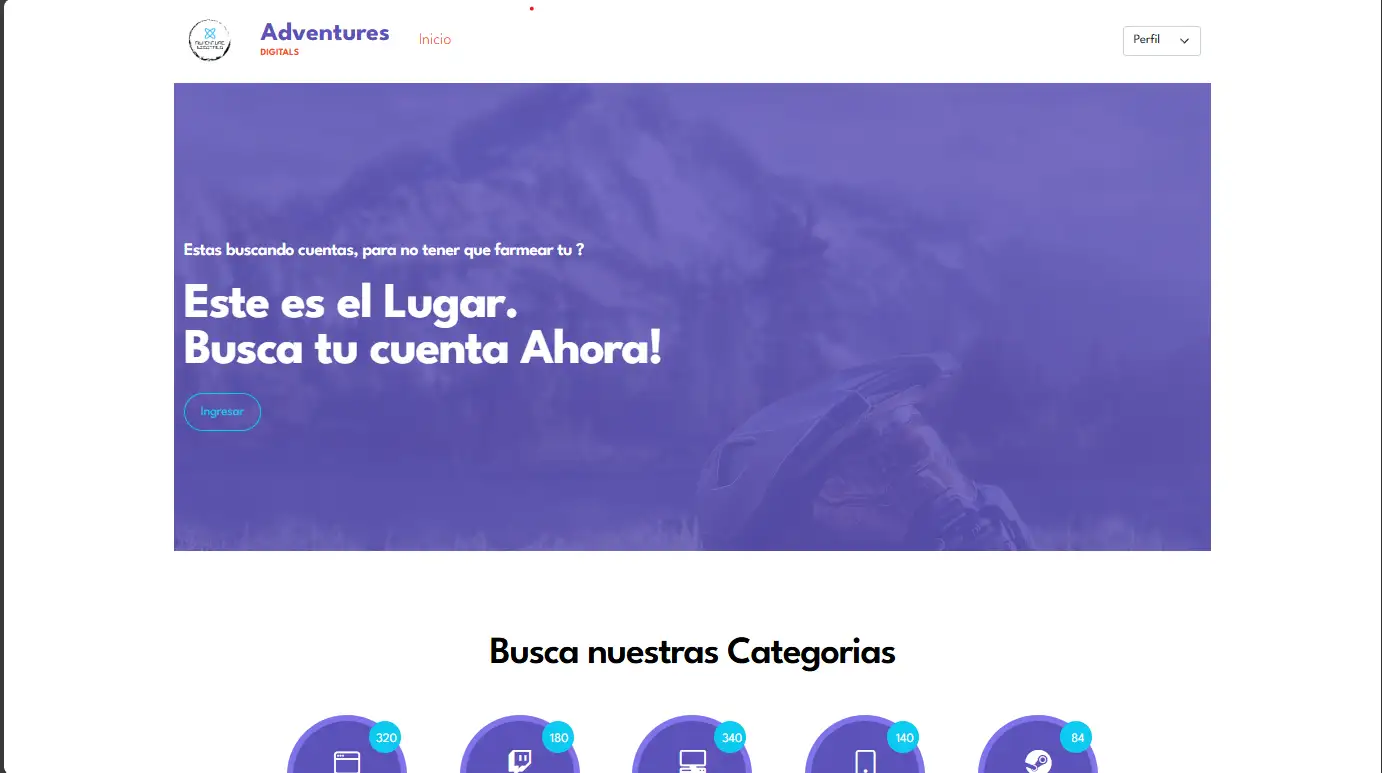 Adventures
DIGITALS
Inicio
Perfil
Estas buscando cuentas, para no tener que farmear tu ?
Este es el Lugar.
Busca tu cuenta Ahora!
Ingresar
Busca nuestras Categorias
320
180
340
140
84